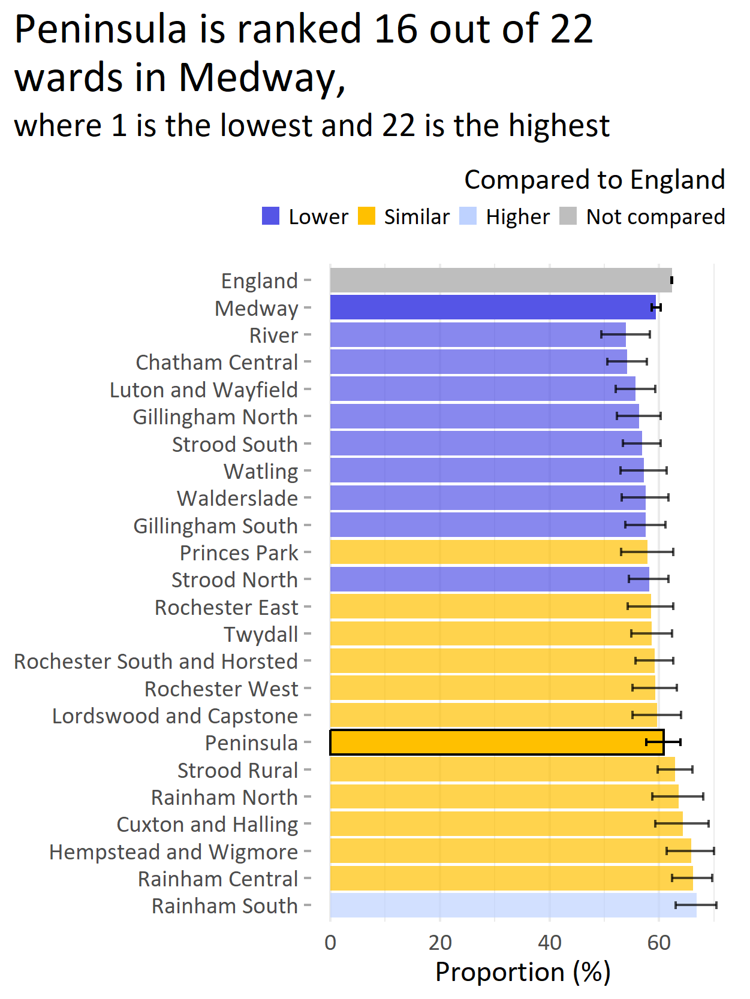 Peninsula is ranked 16 out of 22
wards in Medway,
where 1 is the lowest and 22 is the highest
Compared to England
Lower Similar Higher Not compared
England
Medway
River
Chatham Central
Luton and Wayfield
Gillingham North
Strood South
Watling
Walderslade
Gillingham South
Princes Park
Strood North
Rochester East
Twydall
Rochester South and Horsted
Rochester West
Lordswood and Capstone
Peninsula
Strood Rural
Rainham North
Cuxton and Halling
Hempstead and Wigmore
Rainham Central
Rainham South
0 20 40 60
Proportion (%)